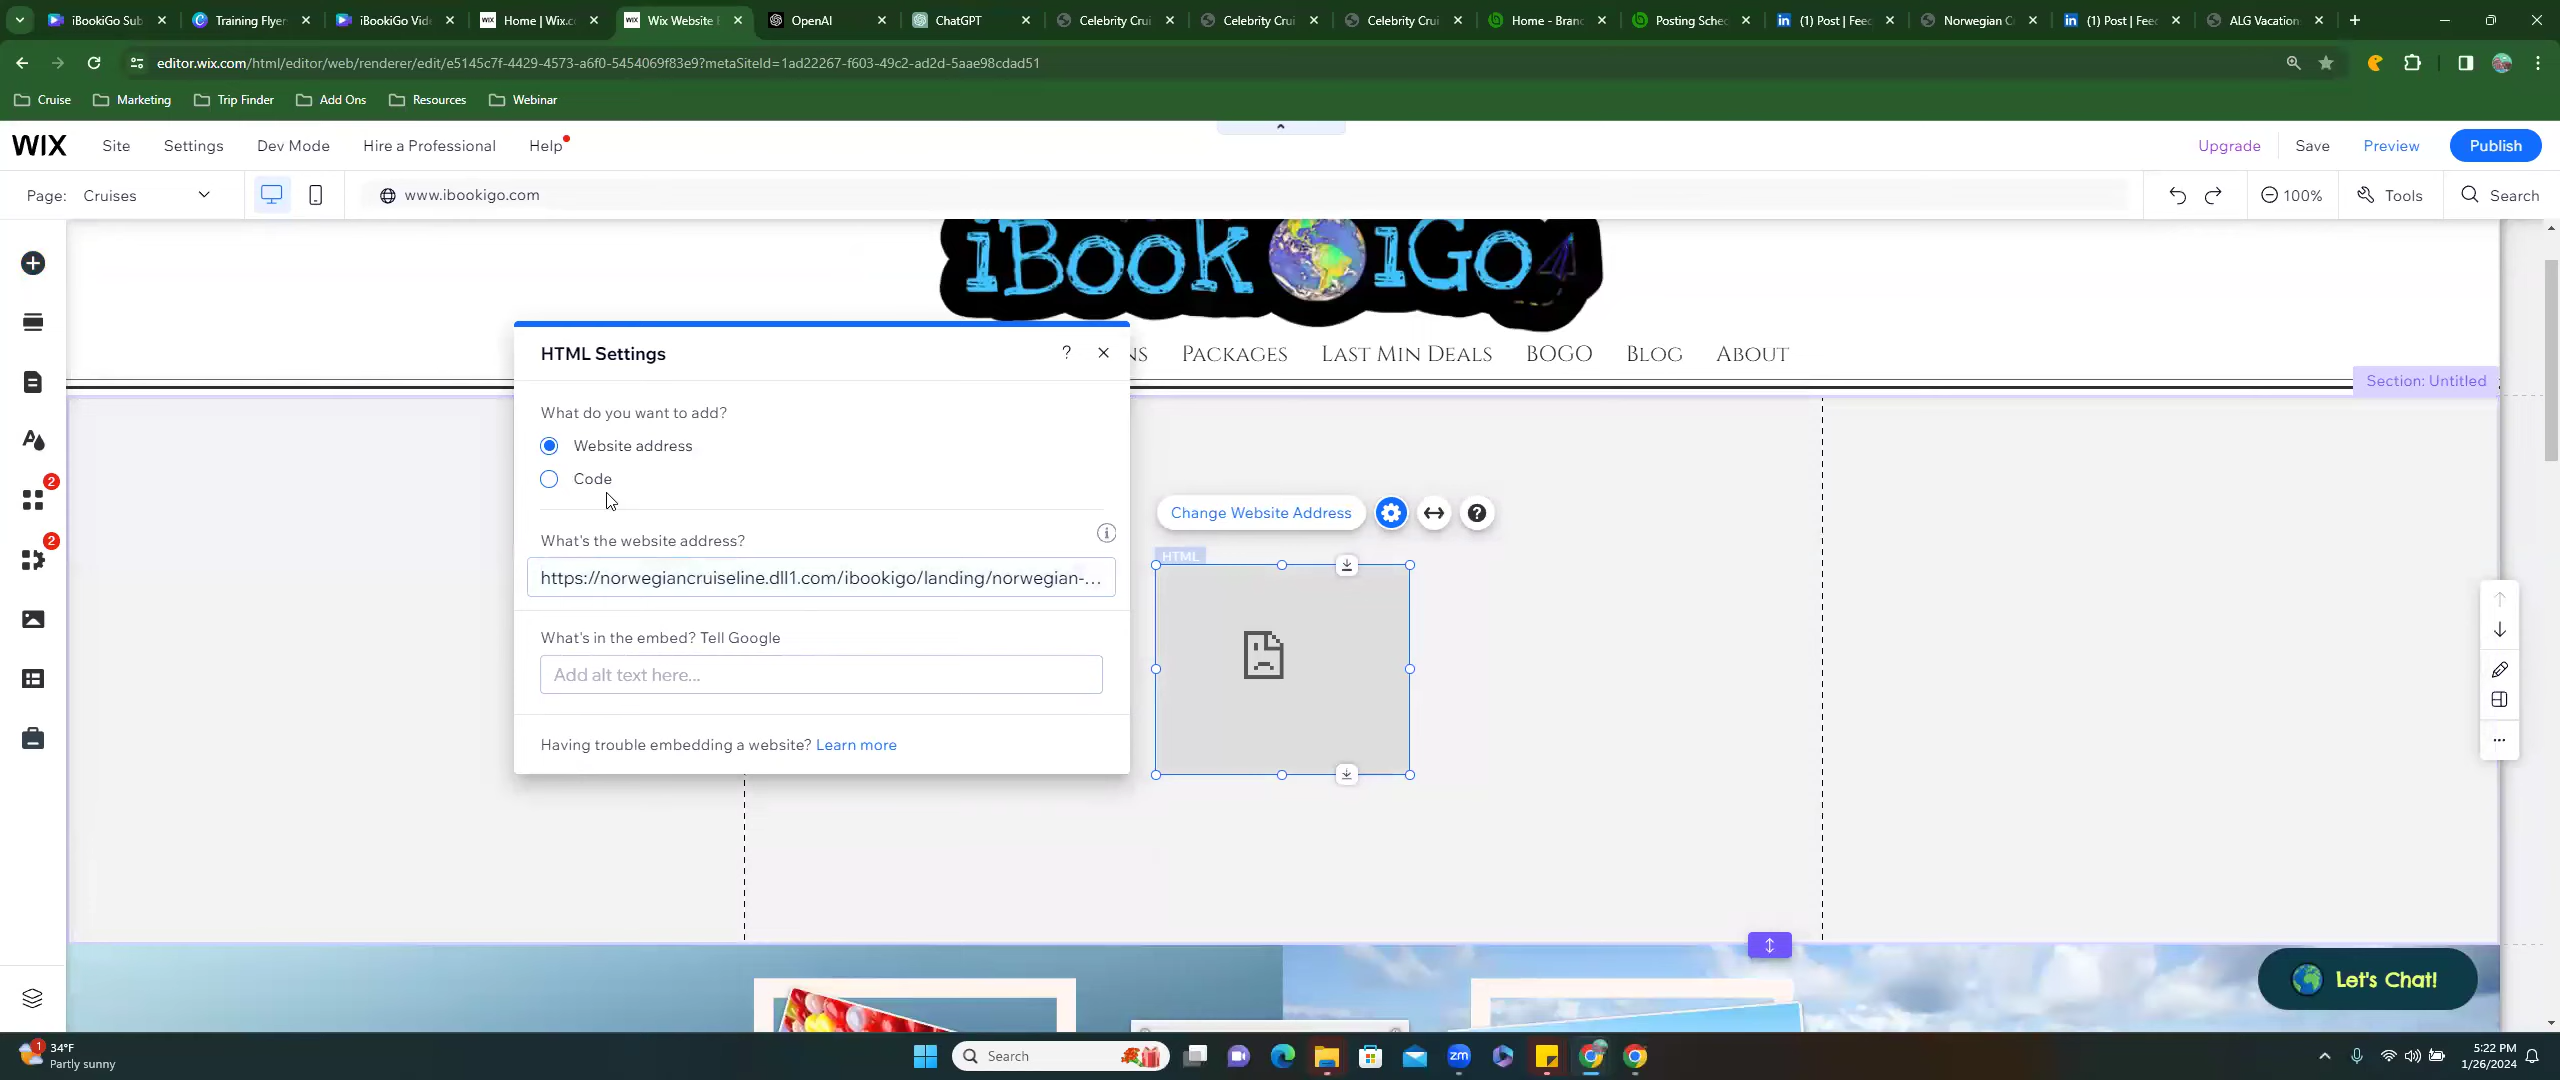 iBookiGo Sub
Training Flyer
iBookiGo Vid
Home | Wix.c
Wix Website
OpenAI
ChatGPT
Celebrity Crui
Celebrity Crui
Celebrity Crui
Home - Branc
Posting Sche
(1) Post | Fee
Norwegian C
(1) Post | Fee
ALG Vacation
editor.wix.com/html/editor/web/renderer/edit/e5145c7f-4429-4573-a6f0-5454069f83e9?metaSiteId=1ad22267-f603-49c2-ad2d-5aae98cdad51
Cruise
Marketing
Trip Finder
Add Ons
Resources
Webinar
WIX
Site
Settings
Dev Mode
Hire a Professional
Help
Upgrade
Save
Preview
Publish
Page: Cruises
www.ibookigo.com
100%
Tools
Search
iBook iGo
NS
Packages
Last Min Deals
BOGO
Blog
About
Section: Untitled
HTML Settings
?
What do you want to add?
Website address
Code
What's the website address?
https://norwegiancruiseline.dll1.com/ibookigo/landing/norwegian-...
What's in the embed? Tell Google
Add alt text here...
Having trouble embedding a website? Learn more
Change Website Address
HTML
2
2
Let's Chat!
1
34°F
Partly sunny
Search
zm
5:22 PM
1/26/2024